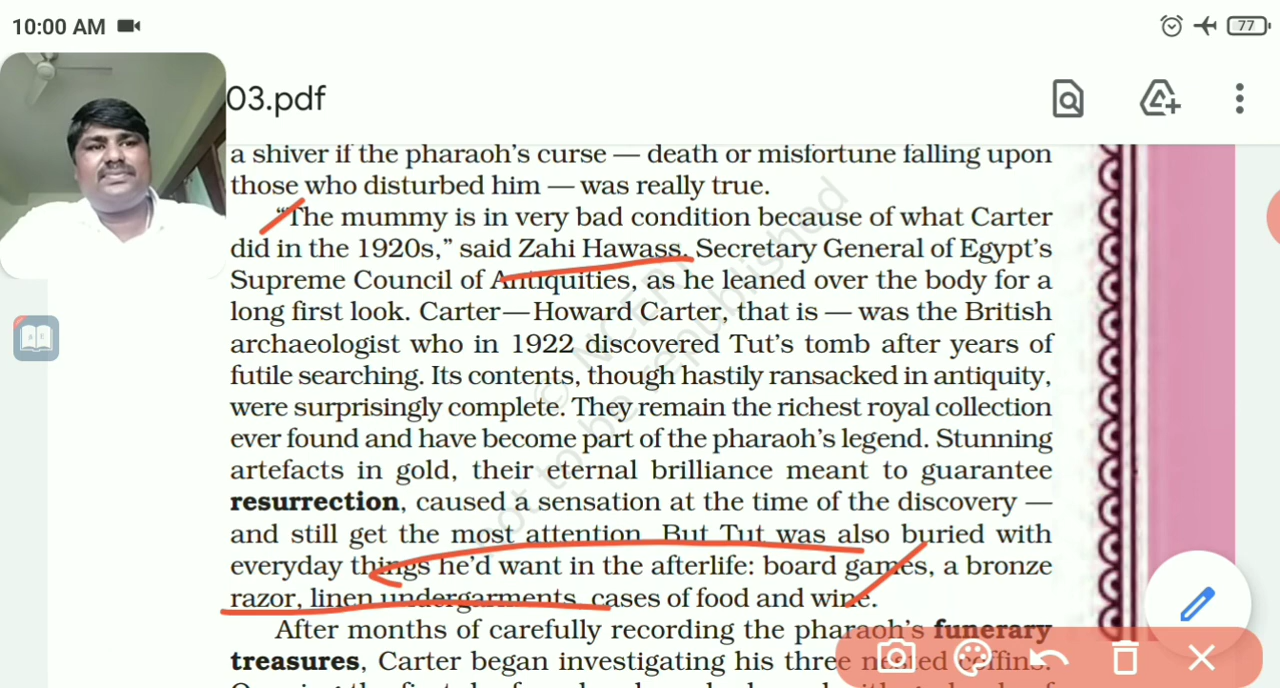 10:00 AM
77
03.pdf
a shiver if the pharaoh's curse — death or misfortune falling upon
those who disturbed him — was really true.
“The mummy is in very bad condition because of what Carter
did in the 1920s,” said Zahi Hawass, Secretary General of Egypt's
Supreme Council of Antiquities, as he leaned over the body for a
long first look. Carter—Howard Carter, that is — was the British
archaeologist who in 1922 discovered Tut's tomb after years of
futile searching. Its contents, though hastily ransacked in antiquity,
were surprisingly complete. They remain the richest royal collection
ever found and have become part of the pharaoh's legend. Stunning
artefacts in gold, their eternal brilliance meant to guarantee
resurrection, caused a sensation at the time of the discovery —
and still get the most attention. But Tut was also buried with
everyday things he'd want in the afterlife: board games, a bronze
razor, linen undergarments, cases of food and wine.
After months of carefully recording the pharaoh's funerary
treasures, Carter began investigating his three nested coffins.
© NCERT
not to be republished